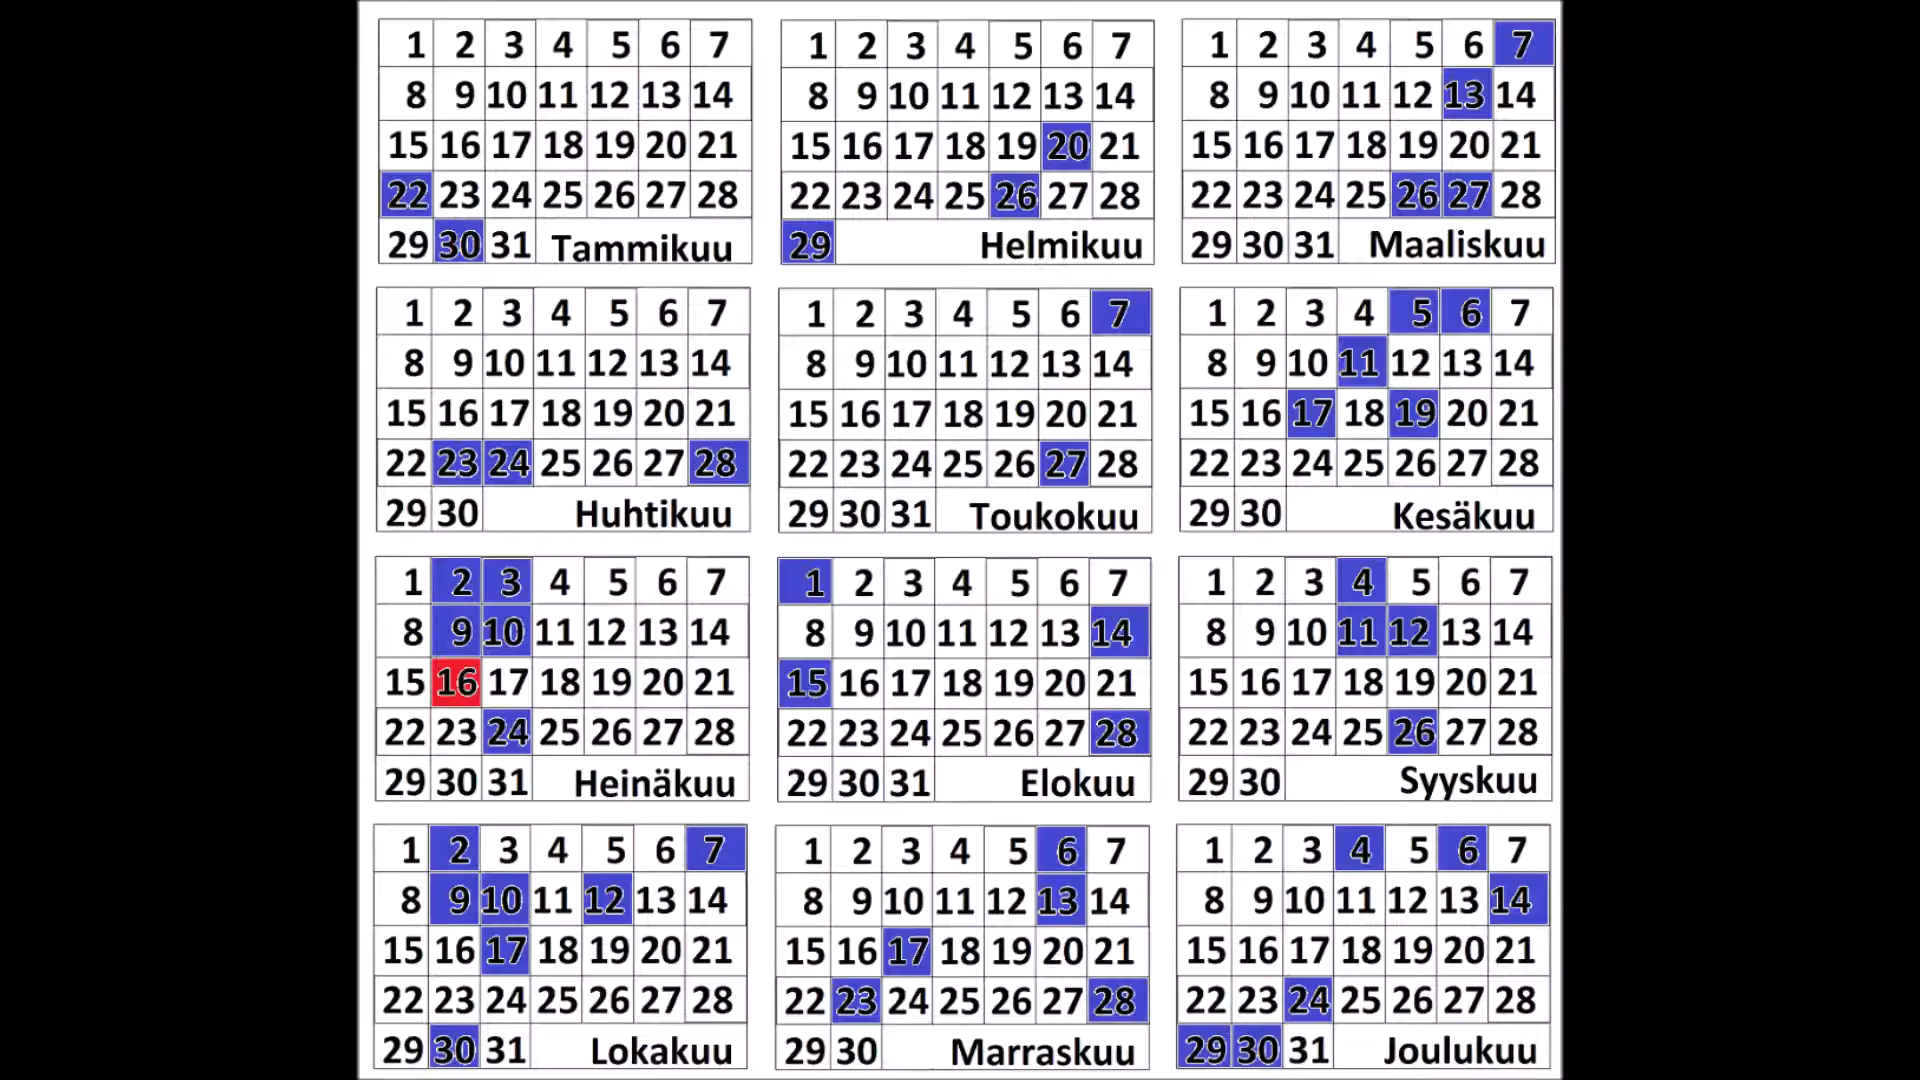 1 2 3 4 5 6 7
8 9 10 11 12 13 14
15 16 17 18 19 20 21
22 23 24 25 26 27 28
29 30 31 Tammikuu
1 2 3 4 5 6 7
8 9 10 11 12 13 14
15 16 17 18 19 20 21
22 23 24 25 26 27 28
29 Helmikuu
1 2 3 4 5 6 7
8 9 10 11 12 13 14
15 16 17 18 19 20 21
22 23 24 25 26 27 28
29 30 31 Maaliskuu
1 2 3 4 5 6 7
8 9 10 11 12 13 14
15 16 17 18 19 20 21
22 23 24 25 26 27 28
29 30 Huhtikuu
1 2 3 4 5 6 7
8 9 10 11 12 13 14
15 16 17 18 19 20 21
22 23 24 25 26 27 28
29 30 31 Toukokuu
1 2 3 4 5 6 7
8 9 10 11 12 13 14
15 16 17 18 19 20 21
22 23 24 25 26 27 28
29 30 Kesäkuu
1 2 3 4 5 6 7
8 9 10 11 12 13 14
15 16 17 18 19 20 21
22 23 24 25 26 27 28
29 30 31 Heinäkuu
1 2 3 4 5 6 7
8 9 10 11 12 13 14
15 16 17 18 19 20 21
22 23 24 25 26 27 28
29 30 31 Elokuu
1 2 3 4 5 6 7
8 9 10 11 12 13 14
15 16 17 18 19 20 21
22 23 24 25 26 27 28
29 30 Syyskuu
1 2 3 4 5 6 7
8 9 10 11 12 13 14
15 16 17 18 19 20 21
22 23 24 25 26 27 28
29 30 31 Lokakuu
1 2 3 4 5 6 7
8 9 10 11 12 13 14
15 16 17 18 19 20 21
22 23 24 25 26 27 28
29 30 Marraskuu
1 2 3 4 5 6 7
8 9 10 11 12 13 14
15 16 17 18 19 20 21
22 23 24 25 26 27 28
29 30 31 Joulukuu